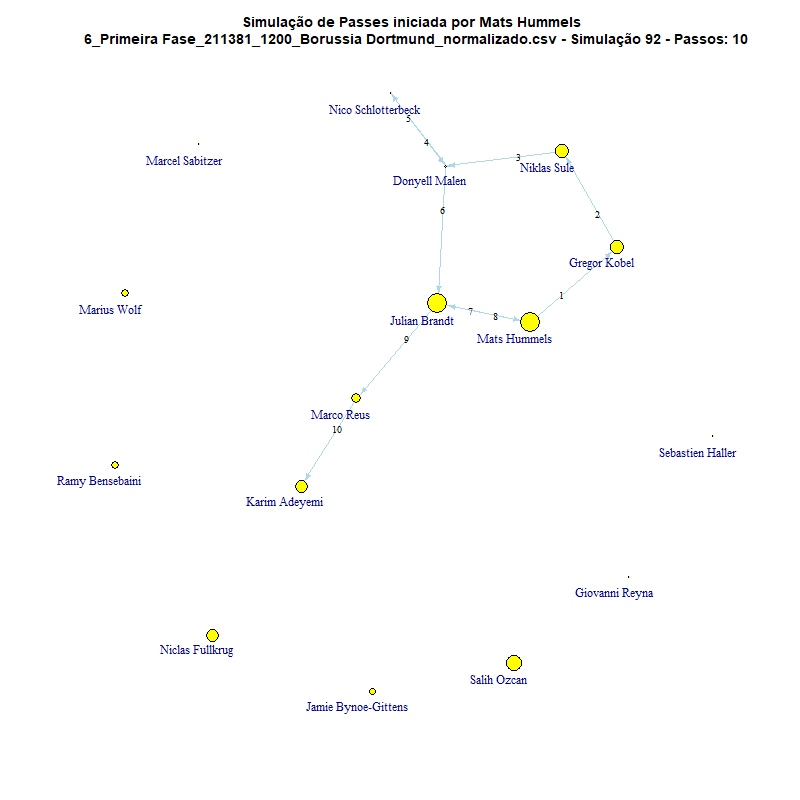 Simulação de Passes iniciada por Mats Hummels
6_Primeira Fase_211381_1200_Borussia Dortmund_normalizado.csv - Simulação 92 - Passos: 10
Nico Schlotterbeck
5
4
Marcel Sabitzer
3
Niklas Sule
Donyell Malen
6
2
Gregor Kobel
1
Marius Wolf
7
8
Julian Brandt
9
Mats Hummels
Marco Reus
10
Sebastien Haller
Ramy Bensebaini
Karim Adeyemi
Giovanni Reyna
Niclas Fullkrug
Salih Ozcan
Jamie Bynoe-Gittens